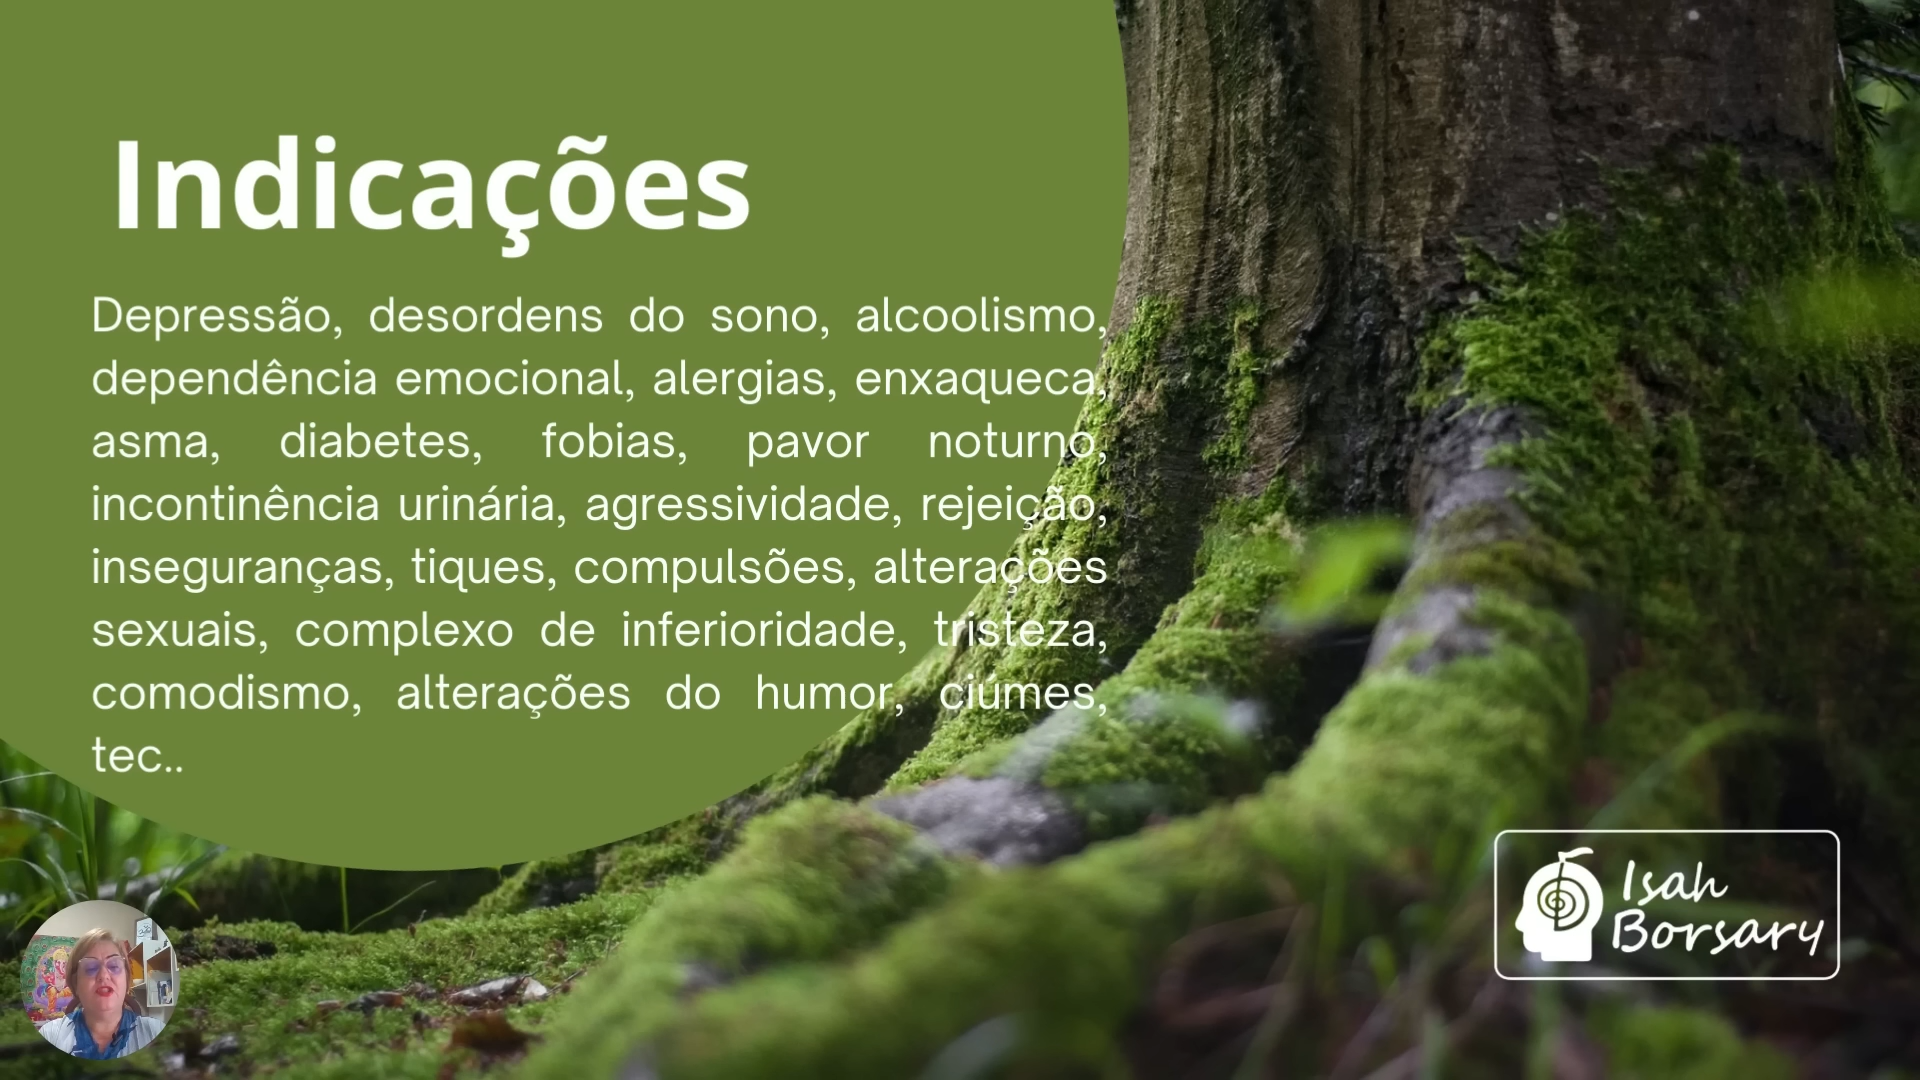 Indicações
Depressão, desordens do sono, alcoolismo,
dependência emocional, alergias, enxaqueca,
asma, diabetes, fobias, pavor noturno,
incontinência urinária, agressividade, rejeição,
inseguranças, tiques, compulsões, alterações
sexuais, complexo de inferioridade, tristeza,
comodismo, alterações do humor, ciúmes,
tec..
Isah
Borsary